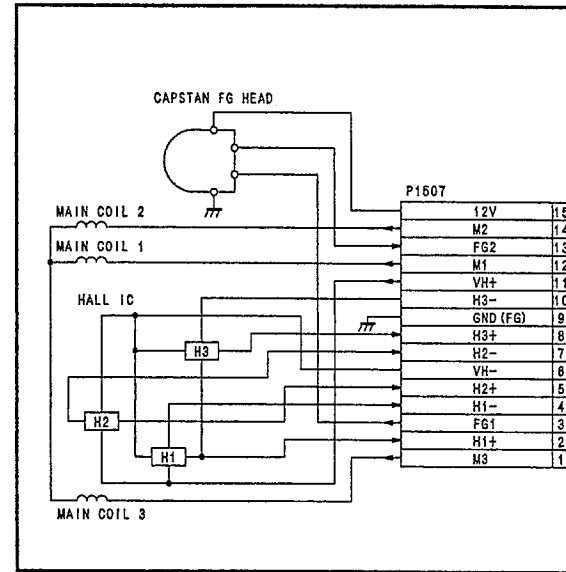 CAPSTAN FG HEAD
P1507
MAIN COIL 2
MAIN COIL 1
HALL IC
H3
H2
H1
MAIN COIL 3
12V 15
M2 14
FG2 13
M1 12
VH+ 11
H3- 10
GND (FG) 9
H3+ 8
H2- 7
VH- 6
H2+ 5
H1- 4
FG1 3
H1+ 2
M3 1